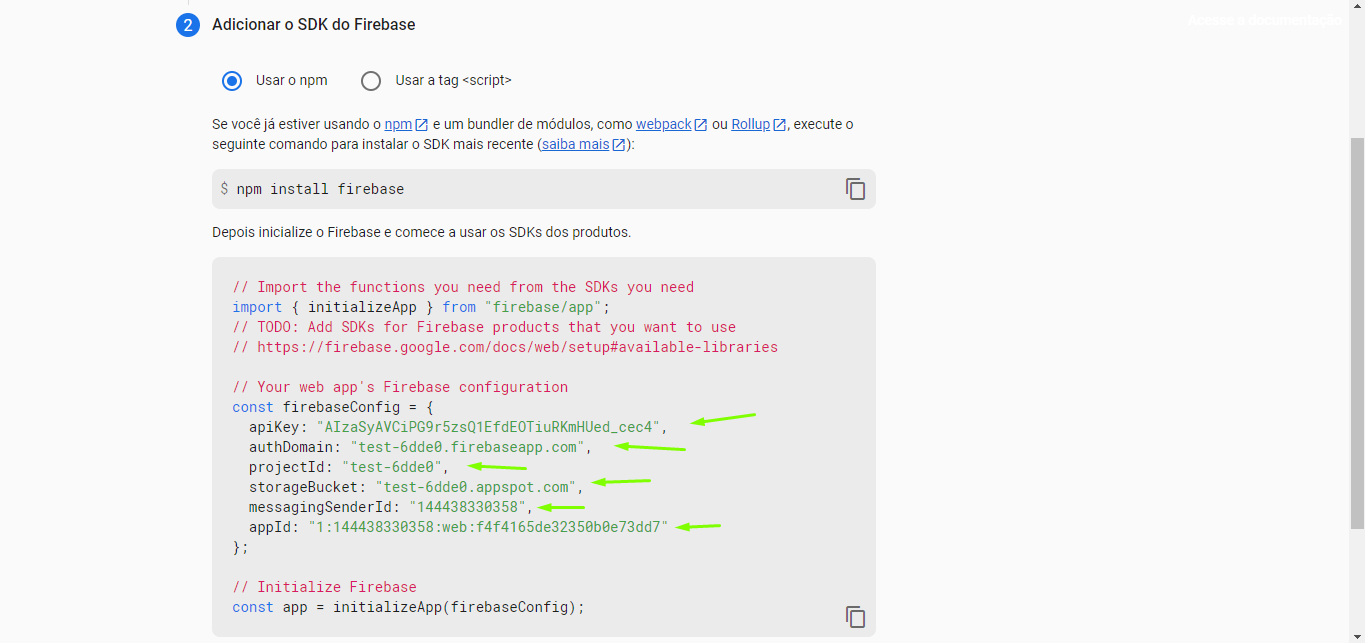 Acesse a documentação
2 Adicionar o SDK do Firebase
Usar o npm Usar a tag <script>
Se você já estiver usando o npm e um bundler de módulos, como webpack ou Rollup, execute o
seguinte comando para instalar o SDK mais recente (saiba mais):
$ npm install firebase
Depois inicialize o Firebase e comece a usar os SDKs dos produtos.
// Import the functions you need from the SDKs you need
import { initializeApp } from "firebase/app";
// TODO: Add SDKs for Firebase products that you want to use
// https://firebase.google.com/docs/web/setup#available-libraries
// Your web app's Firebase configuration
const firebaseConfig = {
apiKey: "AIzaSyAVCiPG9r5zsQ1EfdEOTiuRKmHUed_cec4",
authDomain: "test-6dde0.firebaseapp.com",
projectId: "test-6dde0",
storageBucket: "test-6dde0.appspot.com",
messagingSenderId: "144438330358",
appId: "1:144438330358:web:f4f4165de32350b0e73dd7"
};
// Initialize Firebase
const app = initializeApp(firebaseConfig);